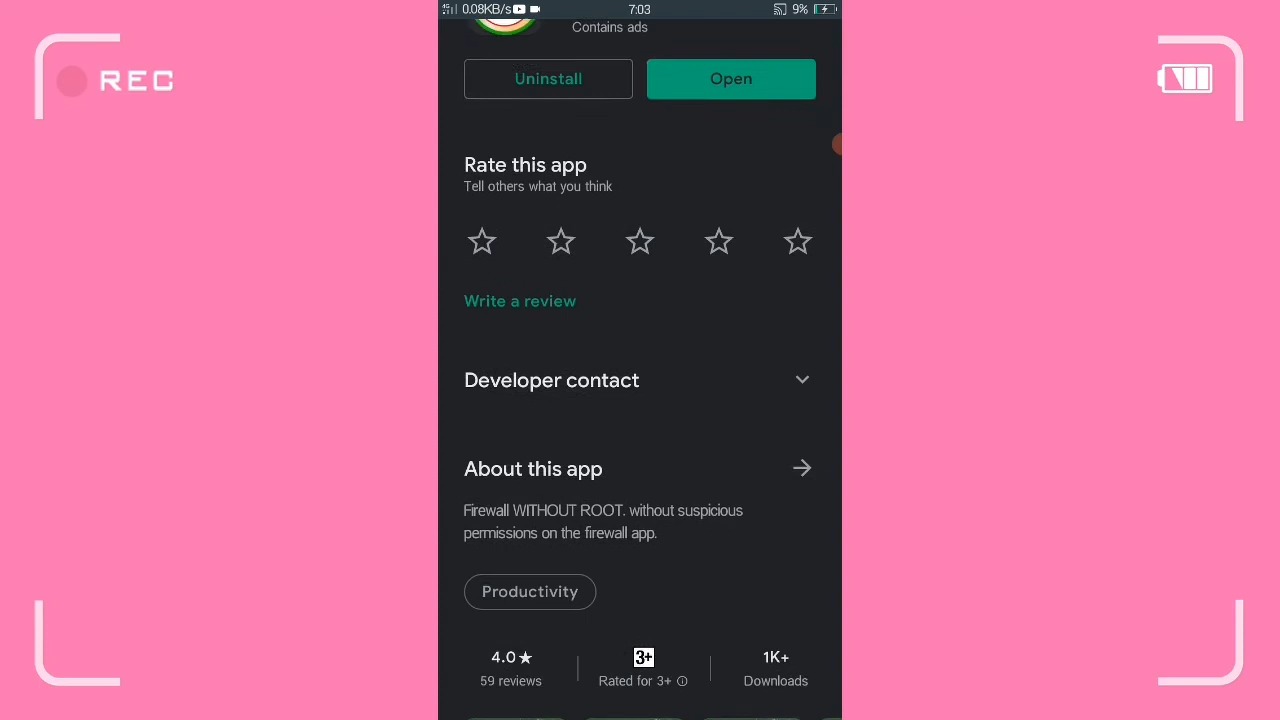 0.08KB/s
7:03
9%
REC
Contains ads
Uninstall
Open
Rate this app
Tell others what you think
Write a review
Developer contact
About this app
Firewall WITHOUT ROOT. without suspicious
permissions on the firewall app.
Productivity
4.0★
3+
1K+
59 reviews
Rated for 3+
Downloads